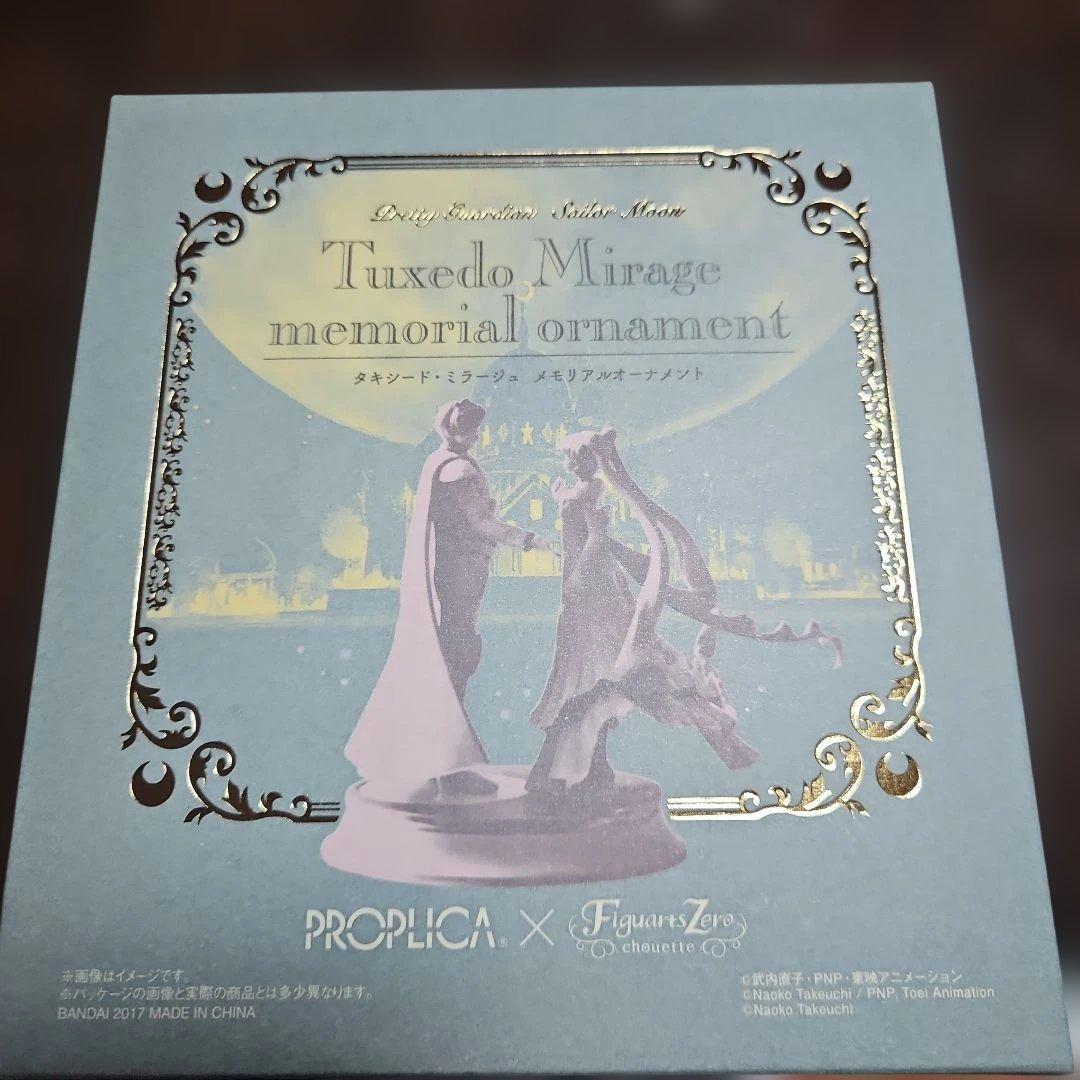 Pretty Guardian Sailor Moon
Tuxedo Mirage
memorial ornament
タキシード・ミラージュ メモリアルオーナメント
PROPLICA® × FiguartsZero
chouette
※画像はイメージです。
※パッケージの画像と実際の商品とは多少異なります。
BANDAI 2017 MADE IN CHINA
©武内直子・PNP・東映アニメーション
©Naoko Takeuchi / PNP, Toei Animation
©Naoko Takeuchi